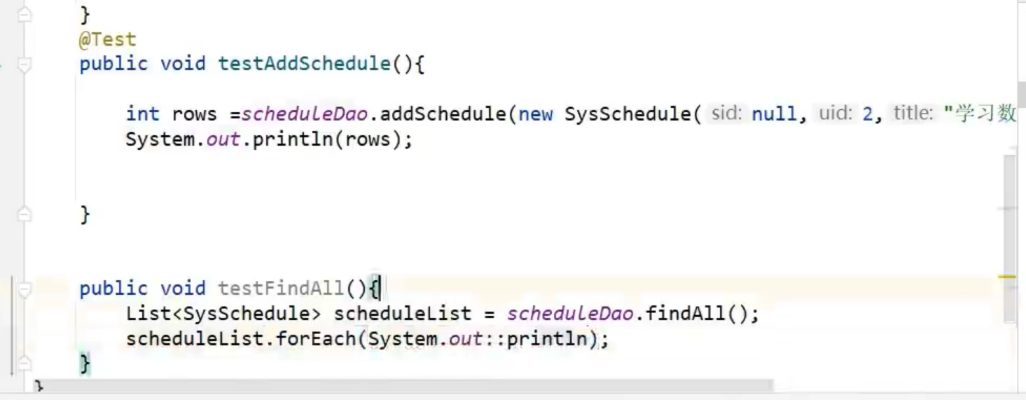 }
@Test
public void testAddSchedule(){
int rows =scheduleDao.addSchedule(new SysSchedule( sid: null, uid: 2, title: "学习数
System.out.println(rows);
}
public void testFindAll(){
List<SysSchedule> scheduleList = scheduleDao.findAll();
scheduleList.forEach(System.out::println);
}
}